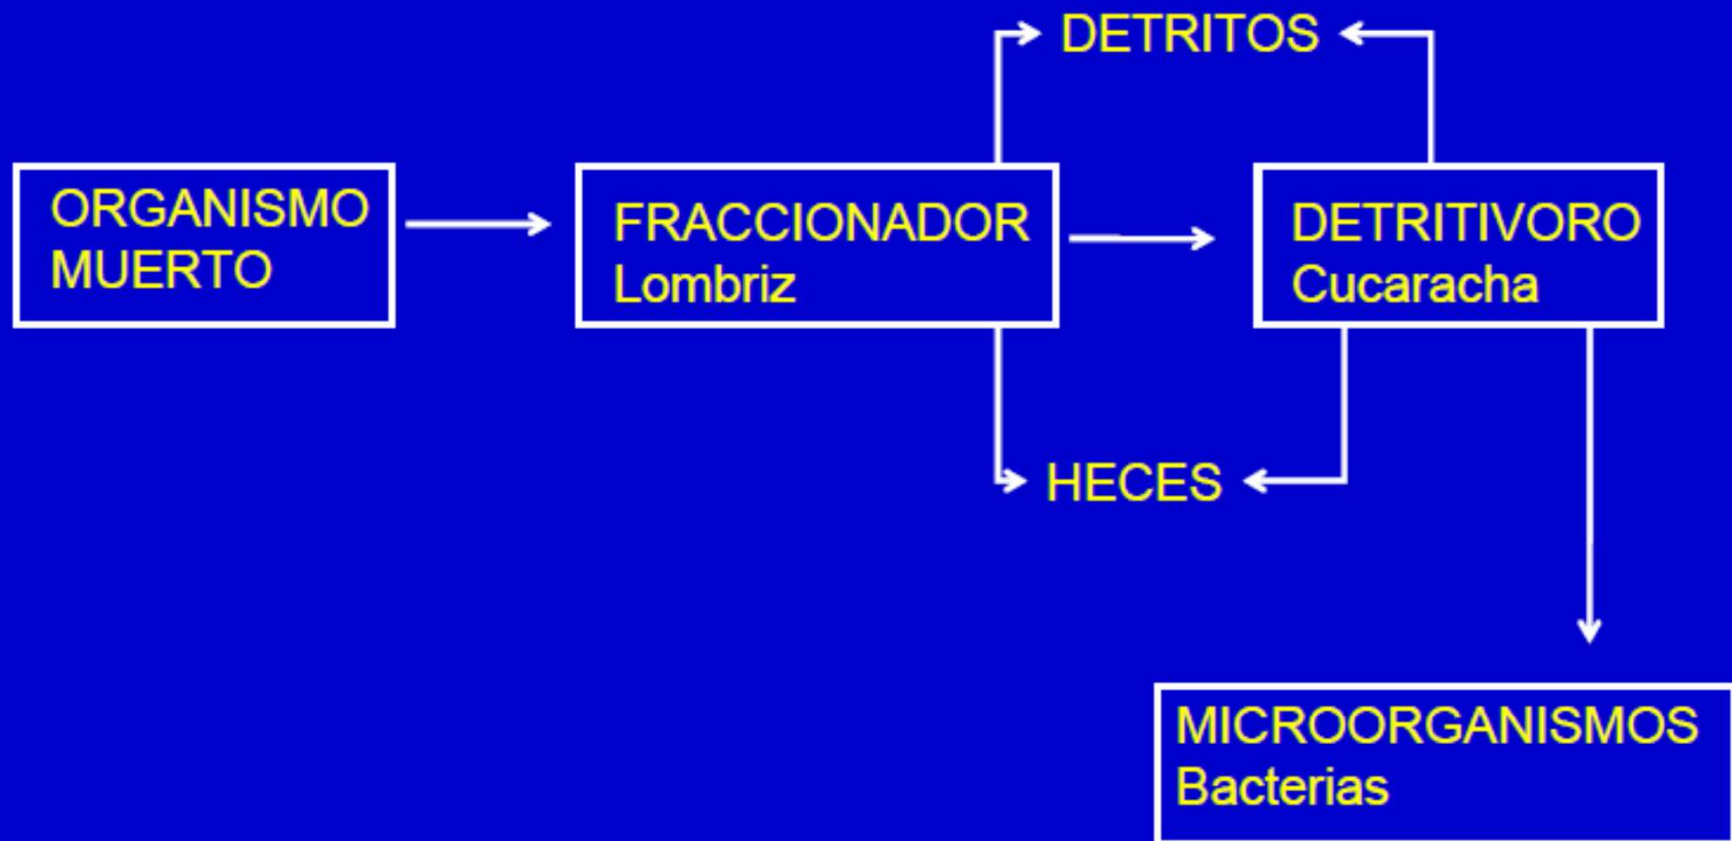 DETRITOS
ORGANISMO
MUERTO
FRACCIONADOR
Lombriz
DETRITIVORO
Cucaracha
HECES
MICROORGANISMOS
Bacterias